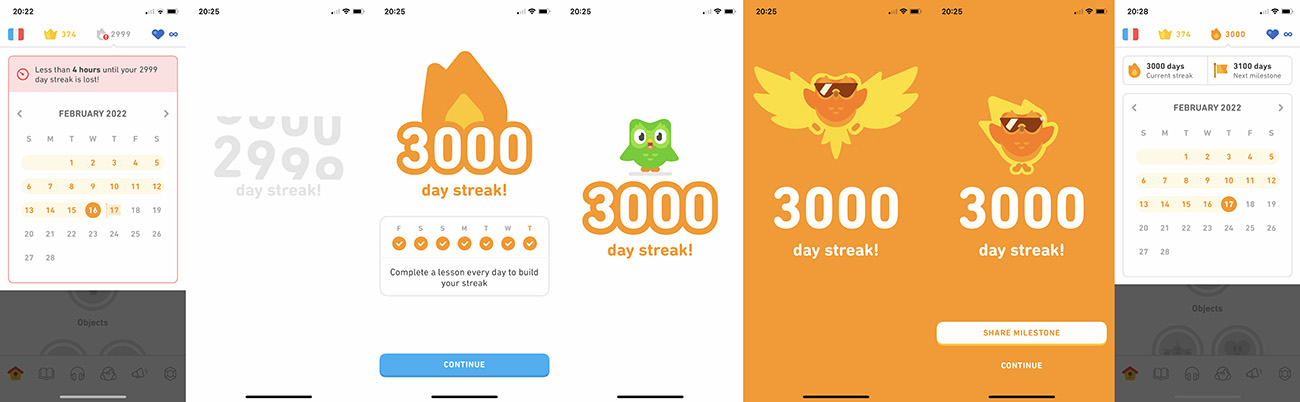 20:22
374
2999
Less than 4 hours until your 2999
day streak is lost!
FEBRUARY 2022
S M T W T F S
1 2 3 4 5
6 7 8 9 10 11 12
13 14 15 16 17 18 19
20 21 22 23 24 25 26
27 28
Objects
20:25
3000
2999
day streak!
20:25
3000
day streak!
F S S M T W T
Complete a lesson every day to build
your streak
CONTINUE
20:25
3000
day streak!
20:25
3000
day streak!
20:25
3000
day streak!
SHARE MILESTONE
CONTINUE
20:28
374
3000
3000 days
Current streak
3100 days
Next milestone
FEBRUARY 2022
S M T W T F S
1 2 3 4 5
6 7 8 9 10 11 12
13 14 15 16 17 18 19
20 21 22 23 24 25 26
27 28
Objects